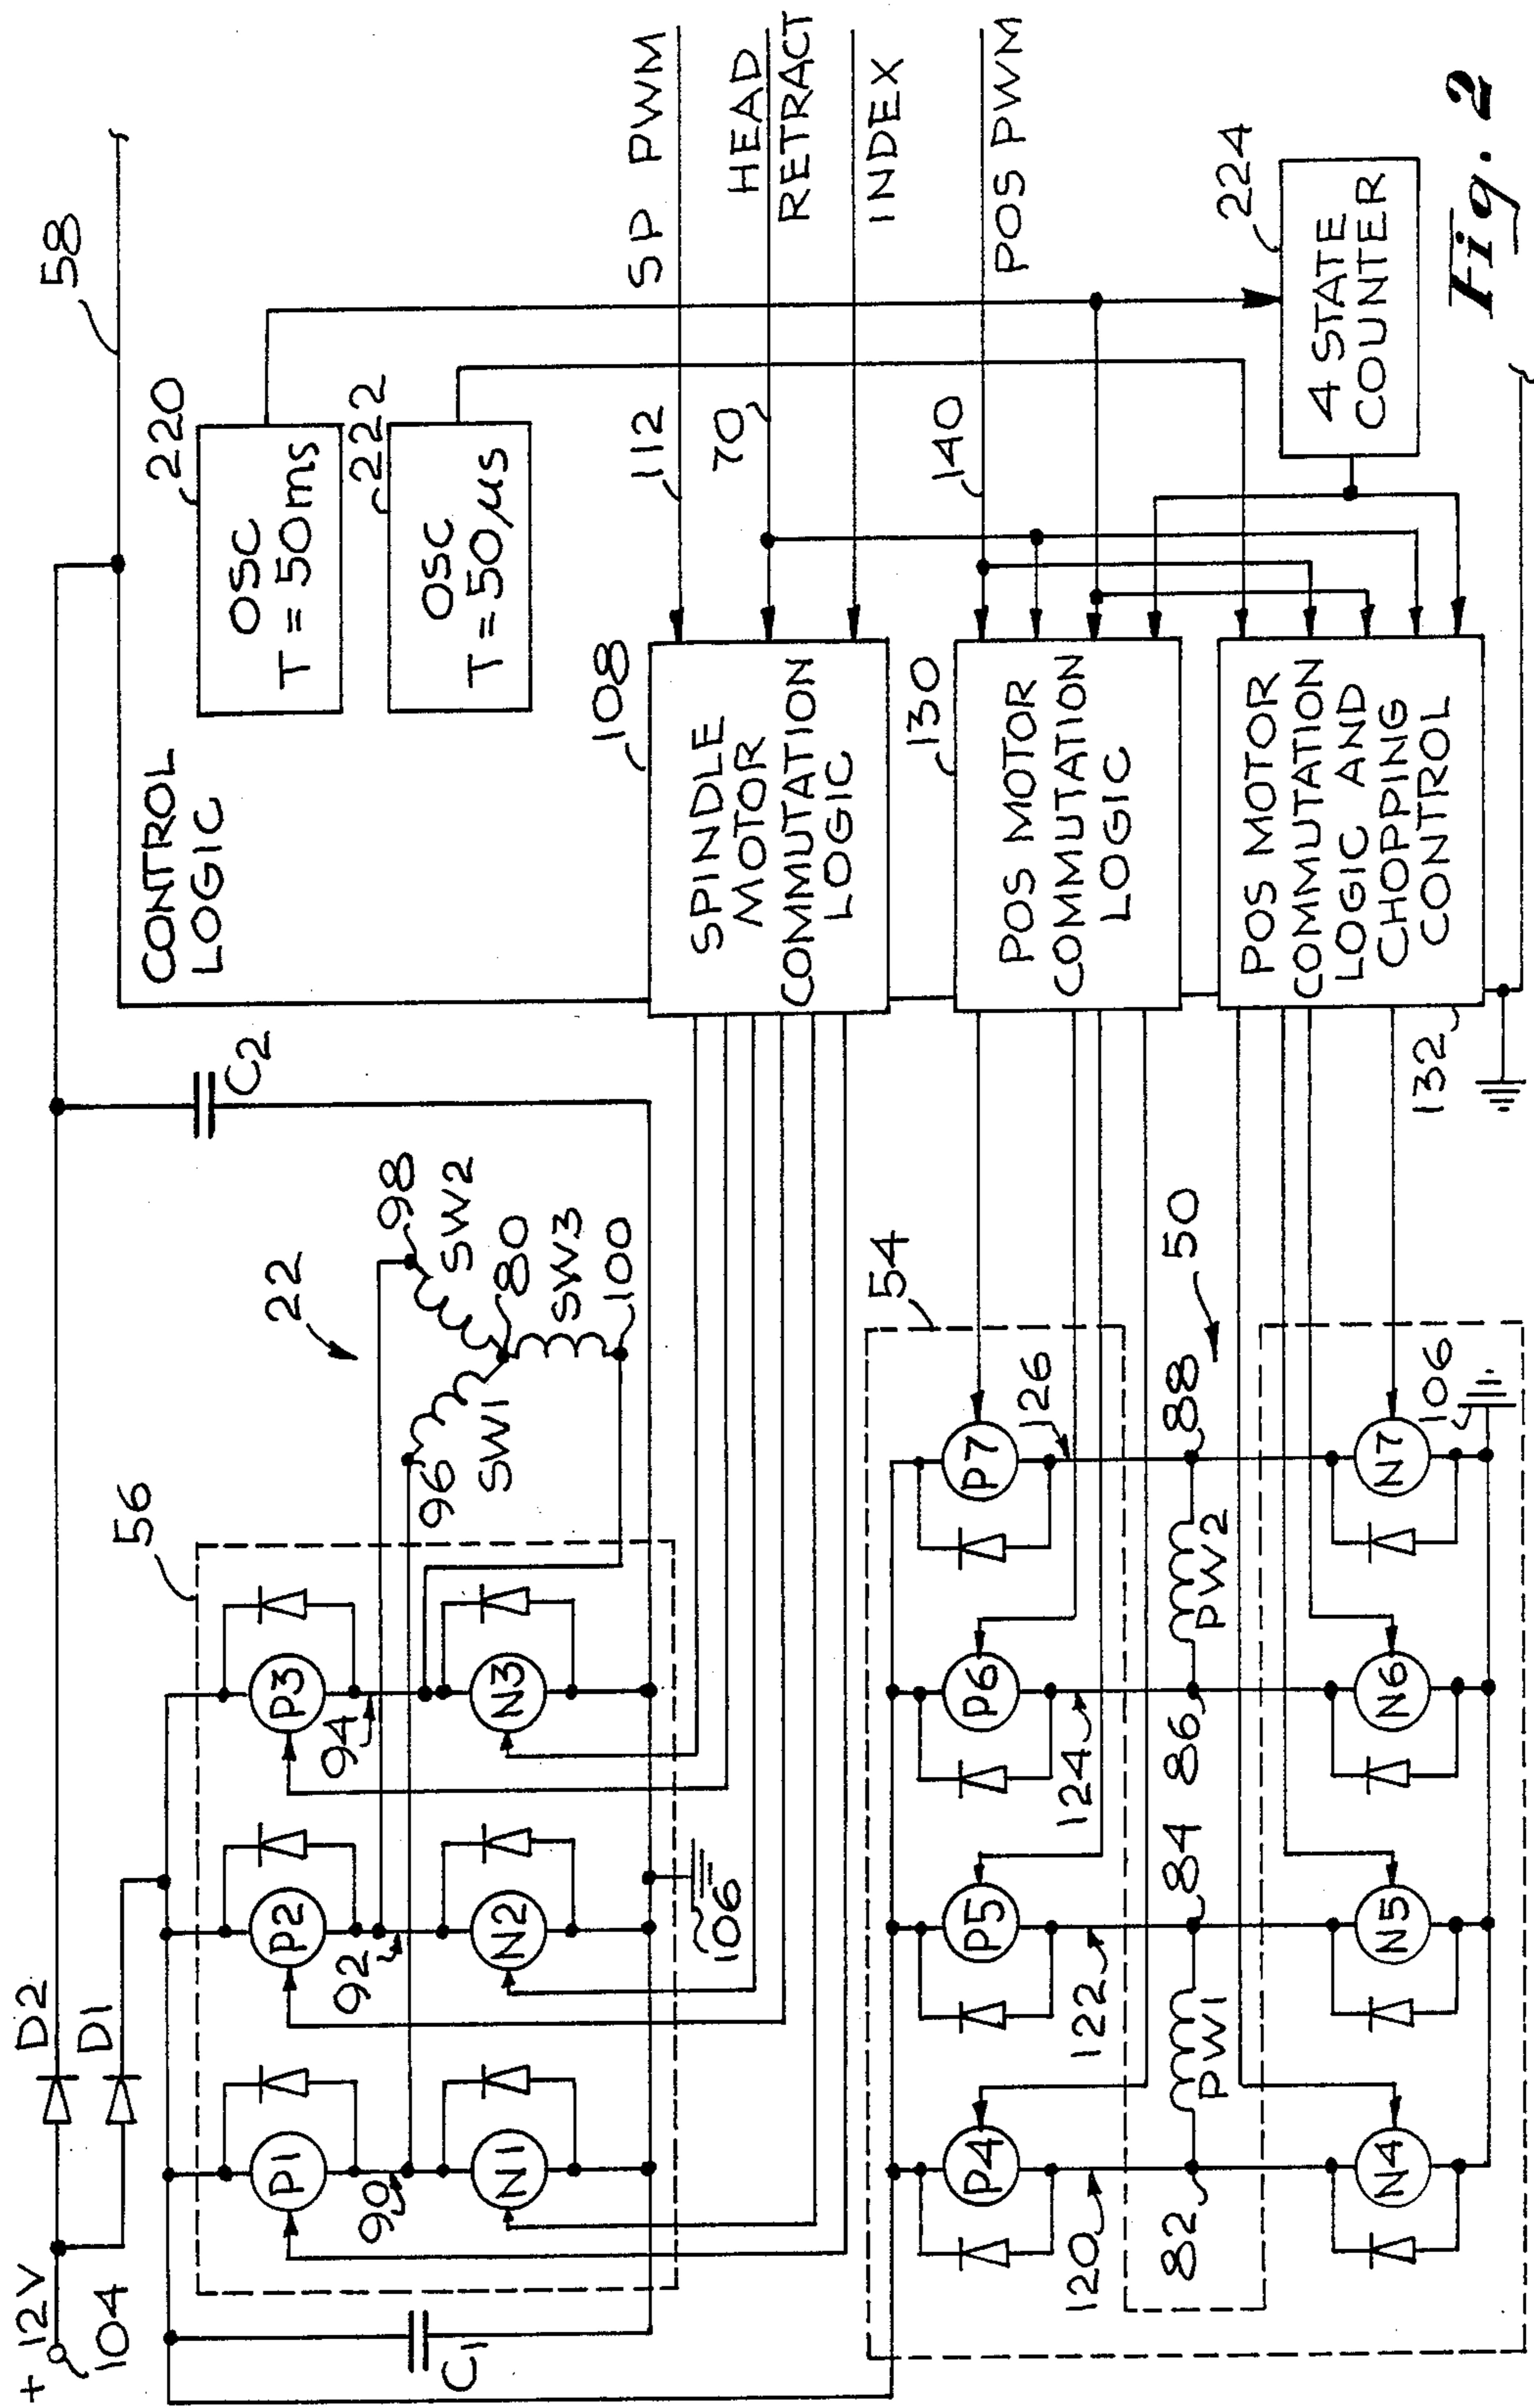 + 12V
104
D2
D1
C1
C2
56
58
CONTROL
LOGIC
OSC
T = 50ms
220
OSC
T = 50µs
222
P1
P2
P3
N1
N2
N3
90
92
94
96
SW1
98
SW2
80
SW3
100
22
106
108
SPINDLE
MOTOR
COMMUTATION
LOGIC
112
SP PWM
70
HEAD
RETRACT
INDEX
140
POS PWM
130
POS MOTOR
COMMUTATION
LOGIC
132
POS MOTOR
COMMUTATION
LOGIC AND
CHOPPING
CONTROL
4 STATE
COUNTER
224
54
P4
P5
P6
P7
120
122
124
126
82
PW1
84
86
PW2
88
50
N4
N5
N6
N7
106
Fig. 2